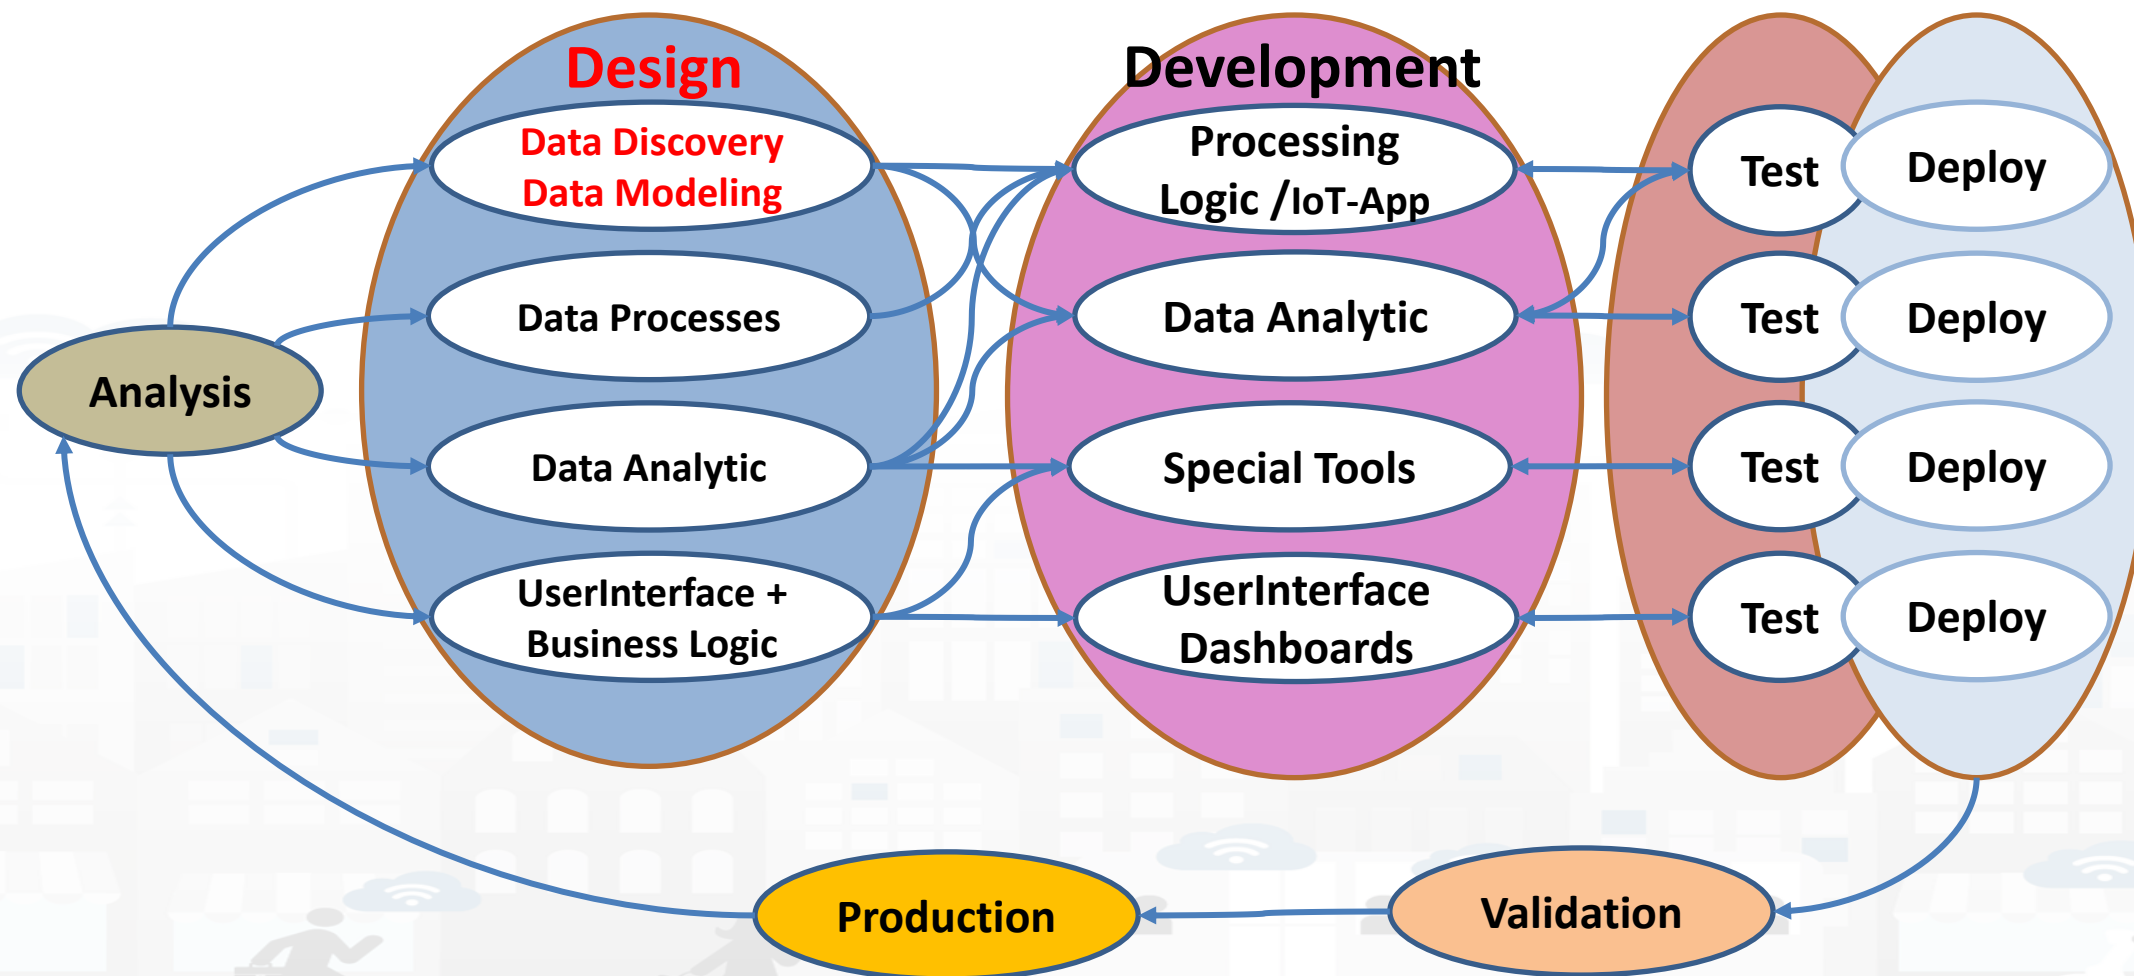 Design
Development
Data Discovery
Data Modeling
Processing
Logic /IoT-App
Test
Deploy
Data Processes
Data Analytic
Test
Deploy
Analysis
Data Analytic
Special Tools
Test
Deploy
UserInterface +
Business Logic
UserInterface
Dashboards
Test
Deploy
Production
Validation